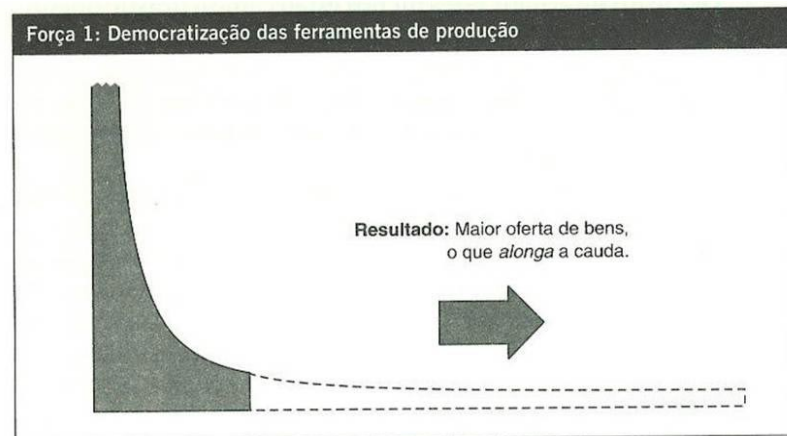 Força 1: Democratização das ferramentas de produção
Resultado: Maior oferta de bens,
o que alonga a cauda.